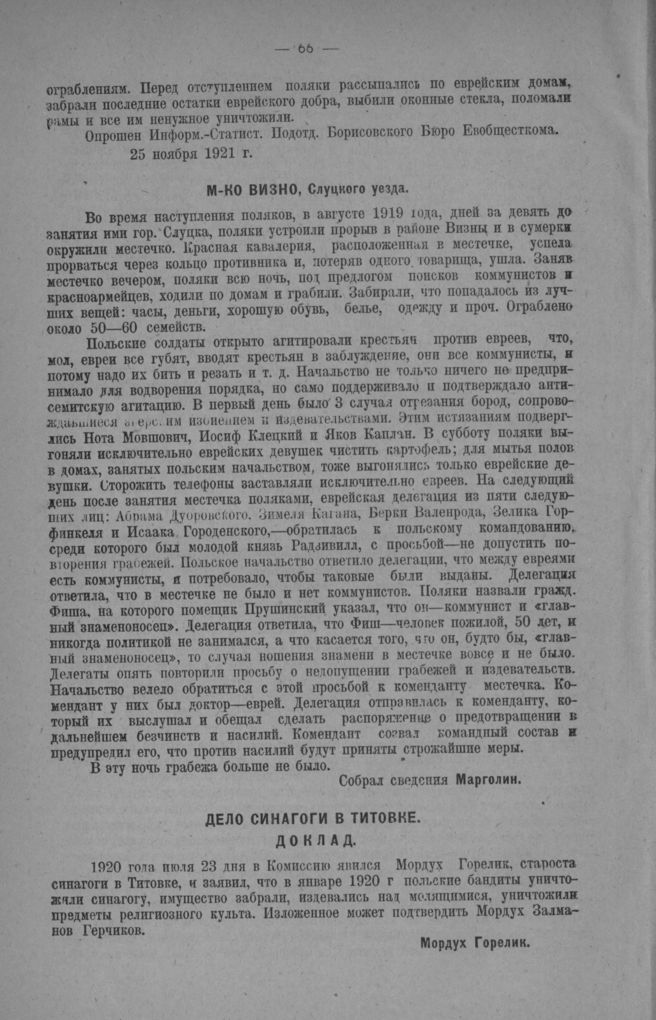 — 66 —
ограблениям. Перед отступлением поляки рассыпались по еврейским домам,
забрали последние остатки еврейского добра, выбили оконные стекла, поломали
рамы и все им ненужное уничтожили.
Опрошен Информ.-Статист. Подотд. Борисовского Бюро Евобщесткома.
25 ноября 1921 г.
М-КО ВИЗНО, Слуцкого уезда.
Во время наступления поляков, в августе 1919 года, дней за девять до
занятия ими гор. Слуцка, поляки устроили прорыв в районе Визны и в сумерки
окружили местечко. Красная кавалерия, расположенная в местечке, успела
прорваться через кольцо противника и, потеряв одного товарища, ушла. Заняв
местечко вечером, поляки всю ночь, под предлогом поисков коммунистов и
красноармейцев, ходили по домам и грабили. Забирали, что попадалось из луч-
ших вещей: часы, деньги, хорошую обувь, белье, одежду и проч. Ограблено
около 50—60 семейств.
Польские солдаты открыто агитировали крестьян против евреев, что,
мол, евреи все губят, вводят крестьян в заблуждение, они все коммунисты, и
потому надо их бить и резать и т. д. Начальство не только ничего не предпри-
нимало для водворения порядка, но само поддерживало и подтверждало анти-
семитскую агитацию. В первый день было 3 случая отрезания бород, сопрово-
ждавшиеся зверским избиением и издевательствами. Этим истязаниям подверг-
лись Нота Мовшович, Иосиф Клецкий и Яков Каплан. В субботу поляки вы-
гоняли исключительно еврейских девушек чистить картофель; для мытья полов
в домах, занятых польским начальством, тоже выгонялись только еврейские де-
вушки. Сторожить телефоны заставляли исключительно евреев. На следующий
день после занятия местечка поляками, еврейская делегация из пяти следую-
щих лиц: Абрама Дубровского, Зимеля Кагана, Берки Валенрода, Зелика Гор-
финкеля и Исаака Городенского,—обратилась к польскому командованию,
среди которого был молодой князь Радзивилл, с просьбой—не допустить по-
вторения грабежей. Польское начальство ответило делегации, что между евреями
есть коммунисты, и потребовало, чтобы таковые были выданы. Делегация
ответила, что в местечке не было и нет коммунистов. Поляки назвали гражд.
Фиша, на которого помещик Прушинский указал, что он—коммунист и «глав-
ный знаменоносец». Делегация ответила, что Фиш—человек пожилой, 50 лет, и
никогда политикой не занимался, а что касается того, что он, будто бы, «глав-
ный знаменоносец», то случая ношения знамени в местечке вовсе и не было.
Делегаты опять повторили просьбу о недопущении грабежей и издевательств.
Начальство велело обратиться с этой просьбой к коменданту местечка. Ко-
мендант у них был доктор—еврей. Делегация отправилась к коменданту, ко-
торый их выслушал и обещал сделать распоряжение о предотвращении в
дальнейшем безчинств и насилий. Комендант созвал командный состав и
предупредил его, что против насилий будут приняты строжайшие меры.
В эту ночь грабежа больше не было.
Собрал сведения Марголин.
ДЕЛО СИНАГОГИ В ТИТОВКЕ.
ДОКЛАД.
1920 года июля 23 дня в Комиссию явился Мордух Горелик, староста
синагоги в Титовке, и заявил, что в январе 1920 г польские бандиты уничто-
жили синагогу, имущество забрали, издевались над молящимися, уничтожили
предметы религиозного культа. Изложенное может подтвердить Мордух Залма-
нов Герчиков.
Мордух Горелик.